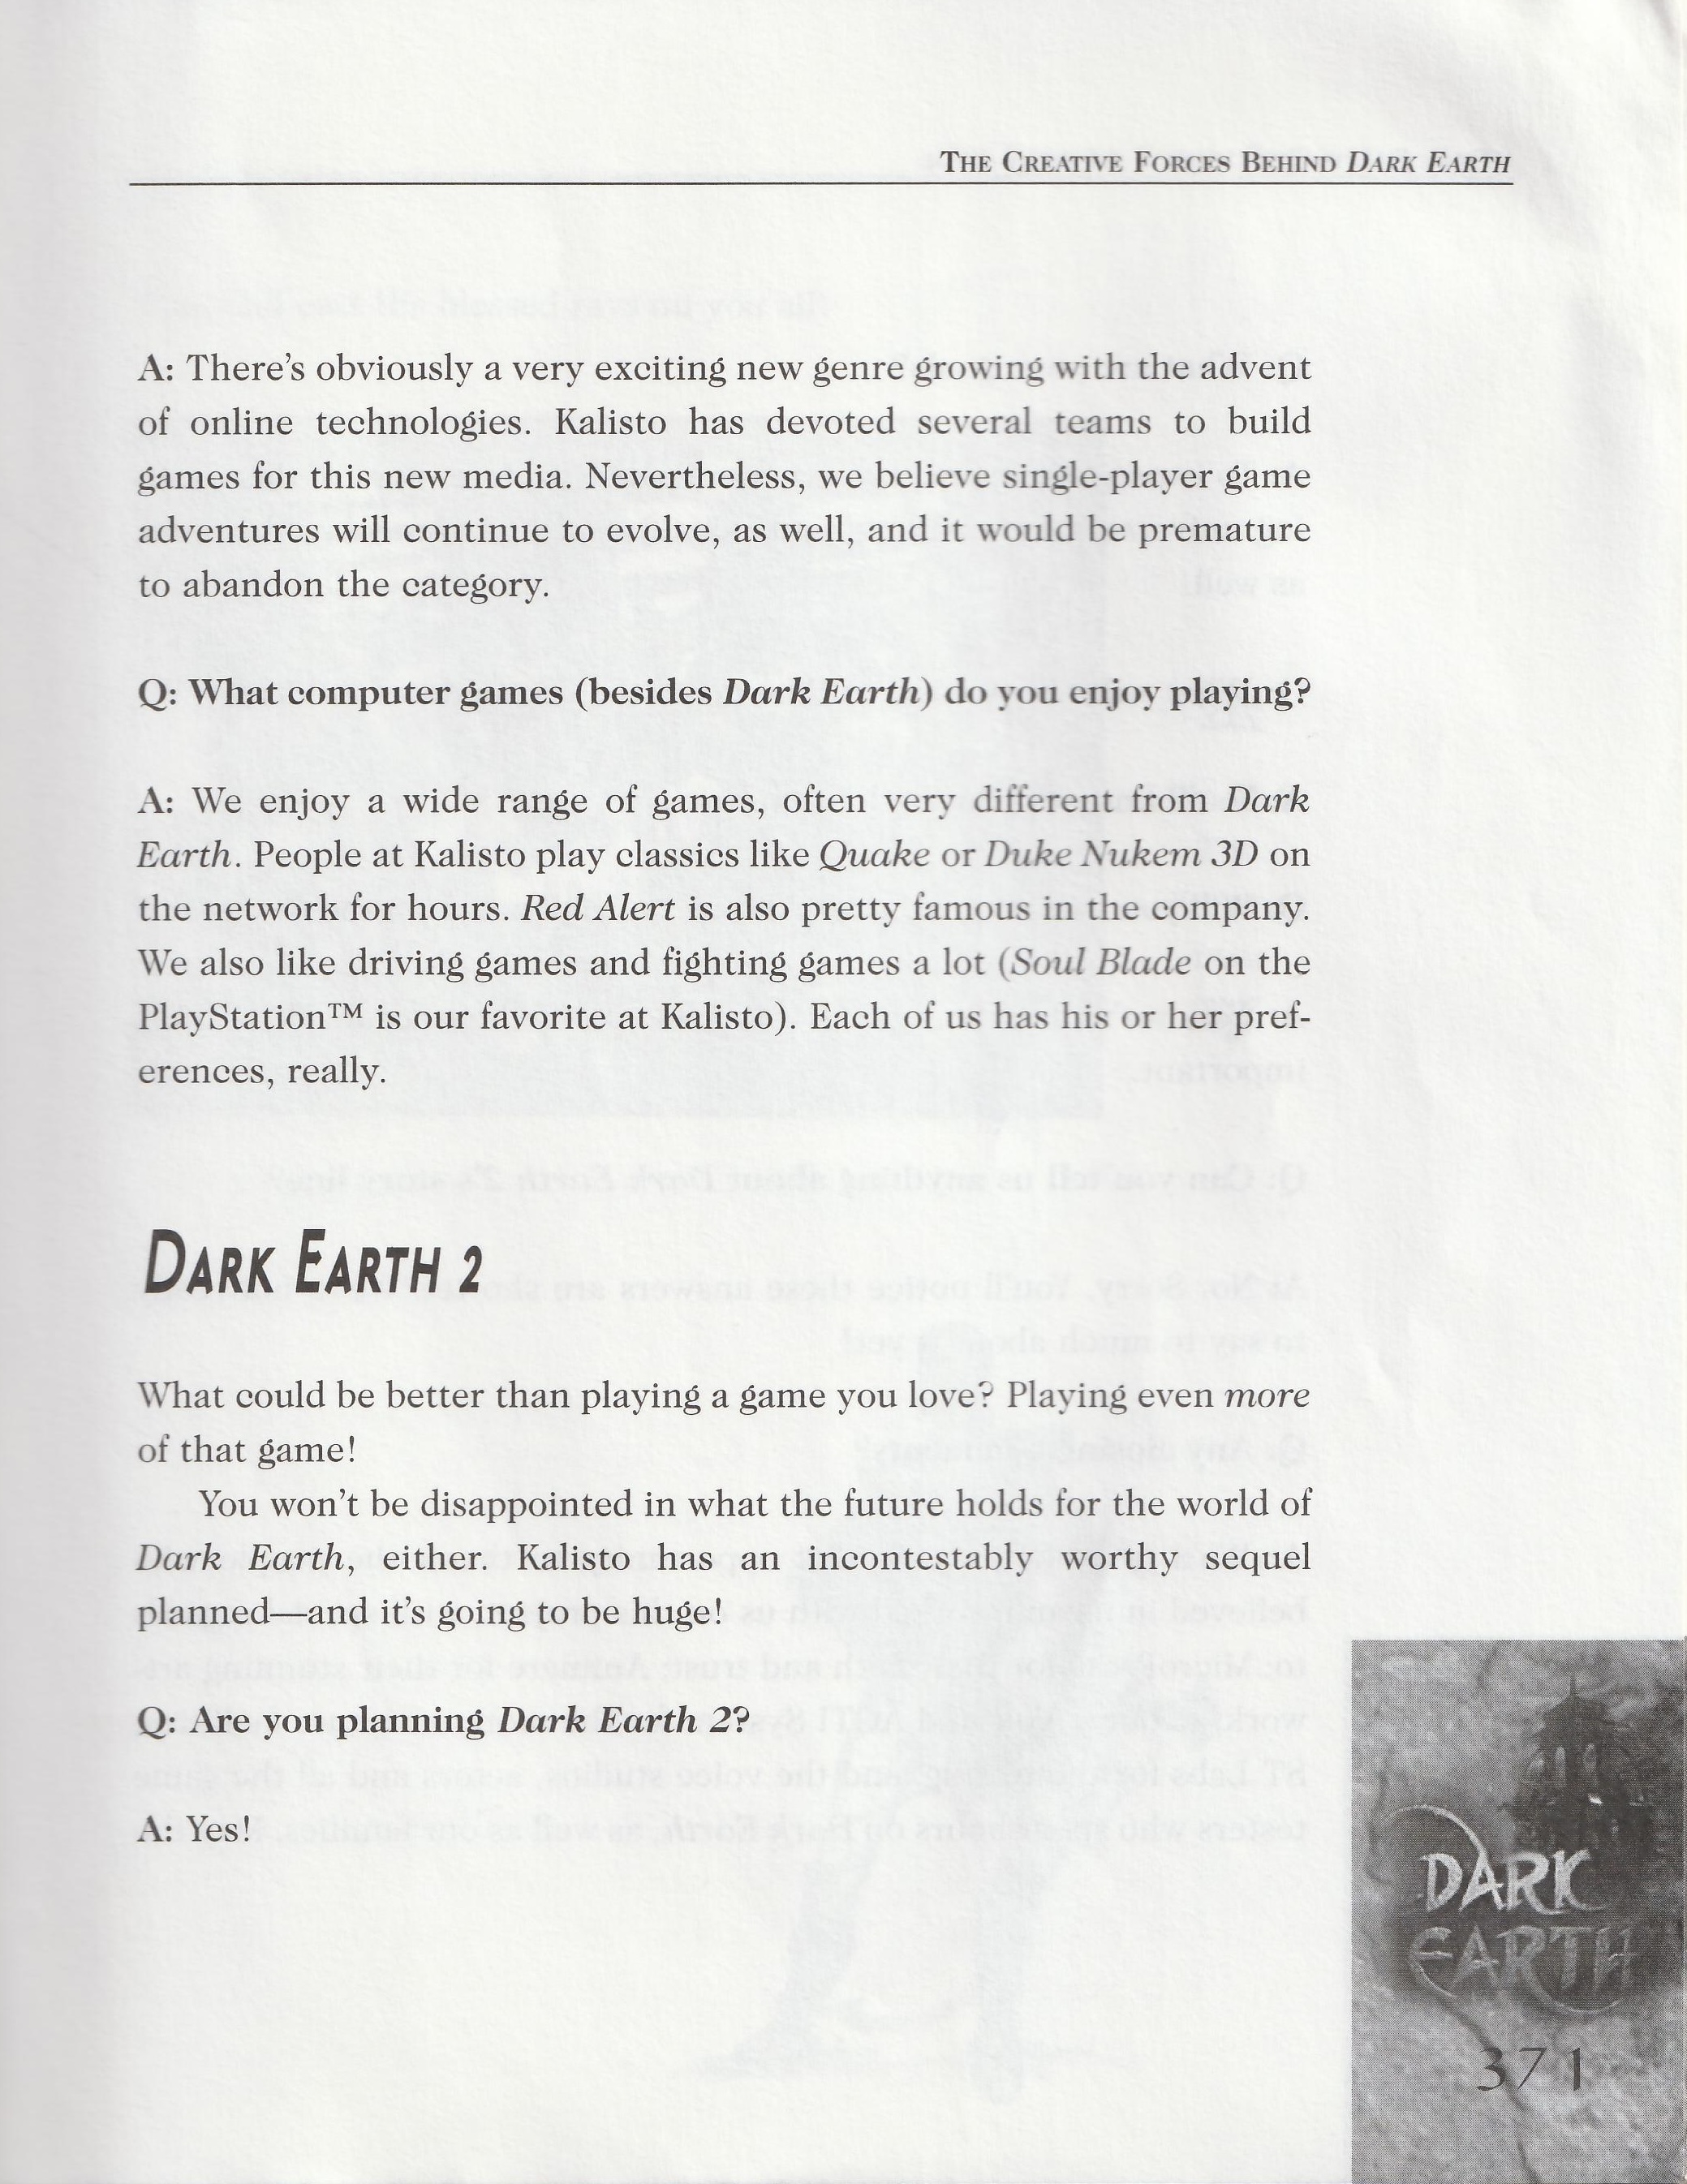 THE CREATIVE FORCES BEHIND DARK EARTH
A: There's obviously a very exciting new genre growing with the advent
of online technologies. Kalisto has devoted several teams to build
games for this new media. Nevertheless, we believe single-player game
adventures will continue to evolve, as well, and it would be premature
to abandon the category.
Q: What computer games (besides Dark Earth) do you enjoy playing?
A: We enjoy a wide range of games, often very different from Dark
Earth. People at Kalisto play classics like Quake or Duke Nukem 3D on
the network for hours. Red Alert is also pretty famous in the company.
We also like driving games and fighting games a lot (Soul Blade on the
PlayStation™ is our favorite at Kalisto). Each of us has his or her pref-
erences, really.
DARK EARTH 2
What could be better than playing a game you love? Playing even more
of that game!
You won't be disappointed in what the future holds for the world of
Dark Earth, either. Kalisto has an incontestably worthy sequel
planned—and it's going to be huge!
Q: Are you planning Dark Earth 2?
A: Yes!
DARK
EARTH
371